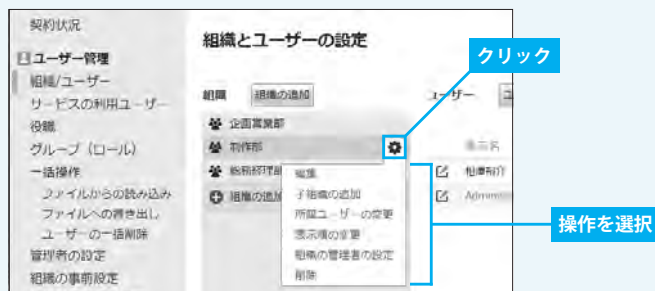 契約状況
ユーザー管理
組織/ユーザー
サービスの利用ユーザー
役職
グループ（ロール）
一括操作
ファイルからの読み込み
ファイルへの書き出し
ユーザーの一括削除
管理者の設定
組織の事前設定
組織とユーザーの設定
クリック
組織 組織の追加
ユーザー
企画営業部
制作部
表示名
総務経理部
相澤裕介
組織の追加
Administ
編集
子組織の追加
所属ユーザーの変更
表示順の変更
組織の管理者の設定
削除
操作を選択